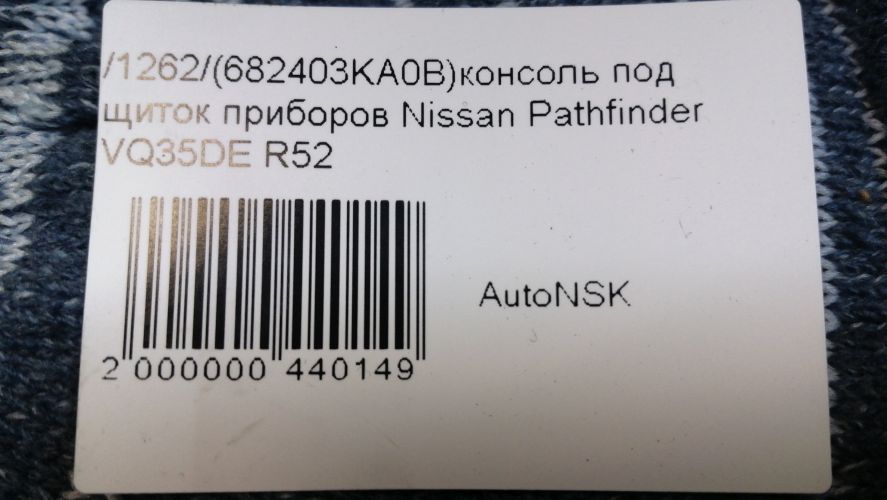 /1262/(682403KA0B)консоль под
щиток приборов Nissan Pathfinder
VQ35DE R52
AutoNSK
2 000000 440149